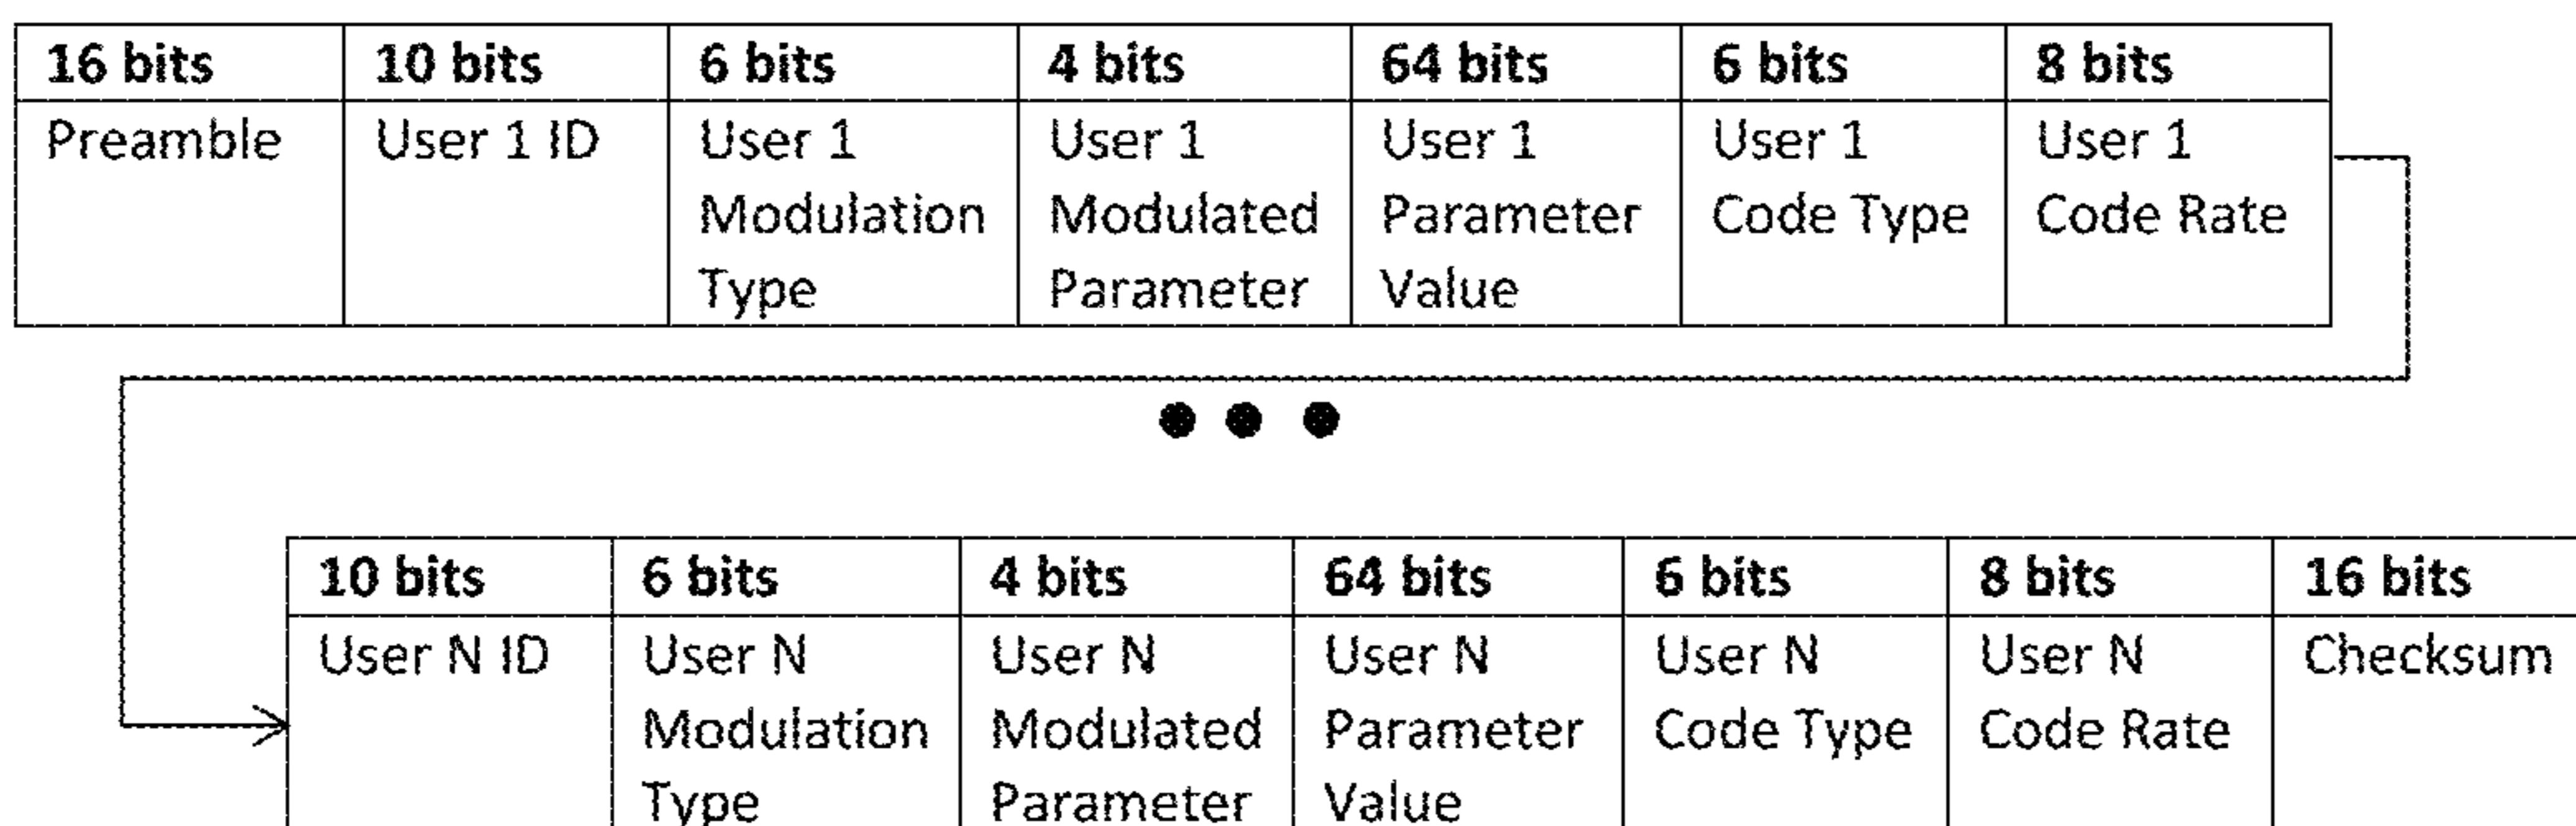 16 bits 10 bits 6 bits 4 bits 64 bits 6 bits 8 bits
Preamble User 1 ID User 1 User 1 User 1 User 1 User 1
Modulation Modulated Parameter Code Type Code Rate
Type Parameter Value
10 bits 6 bits 4 bits 64 bits 6 bits 8 bits 16 bits
User N ID User N User N User N User N User N Checksum
Modulation Modulated Parameter Code Type Code Rate
Type Parameter Value